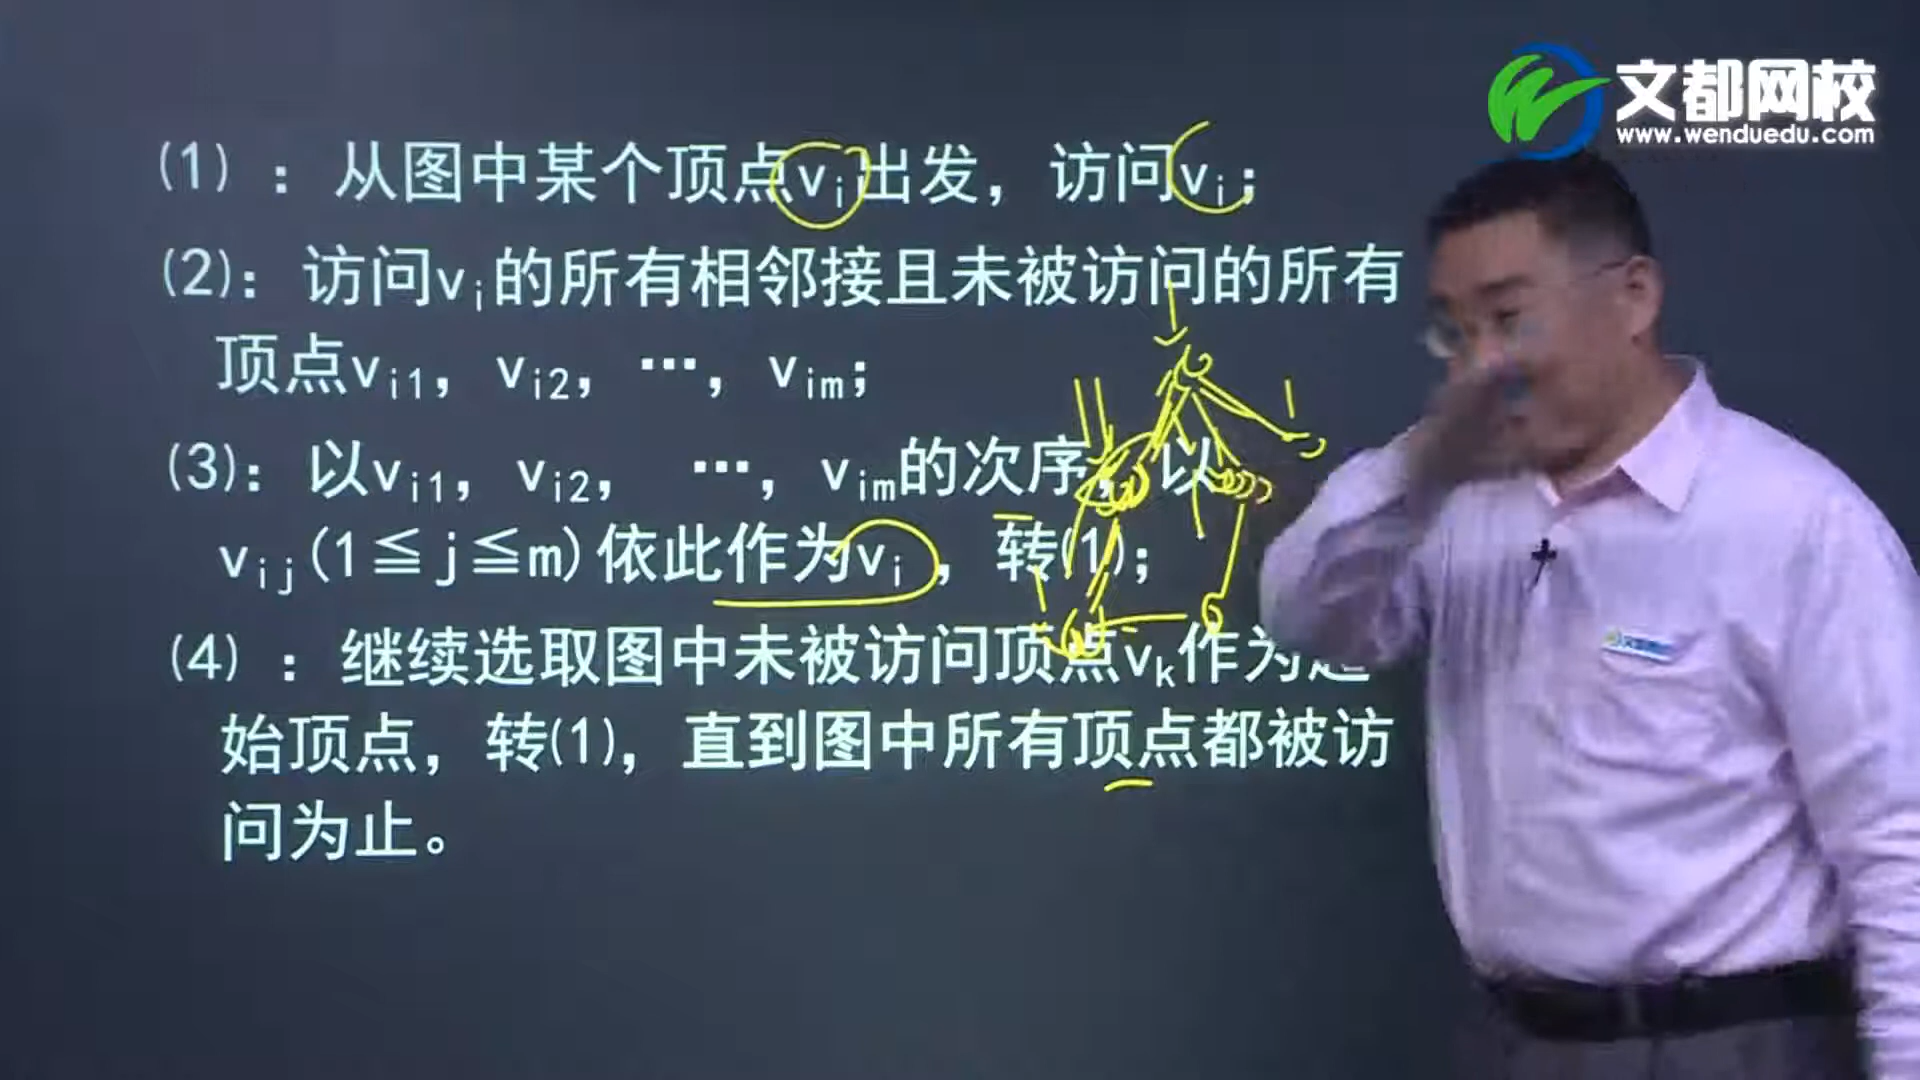 文都网校
www.wenduedu.com
(1) ：从图中某个顶点vi出发，访问vi；
(2)：访问vi的所有相邻接且未被访问的所有
顶点vi1，vi2，…，vim；
(3)：以vi1，vi2， …，vim的次序，以
vij(1≦j≦m)依此作为vi，转(1)；
(4) ：继续选取图中未被访问顶点vk作为起
始顶点，转(1)，直到图中所有顶点都被访
问为止。